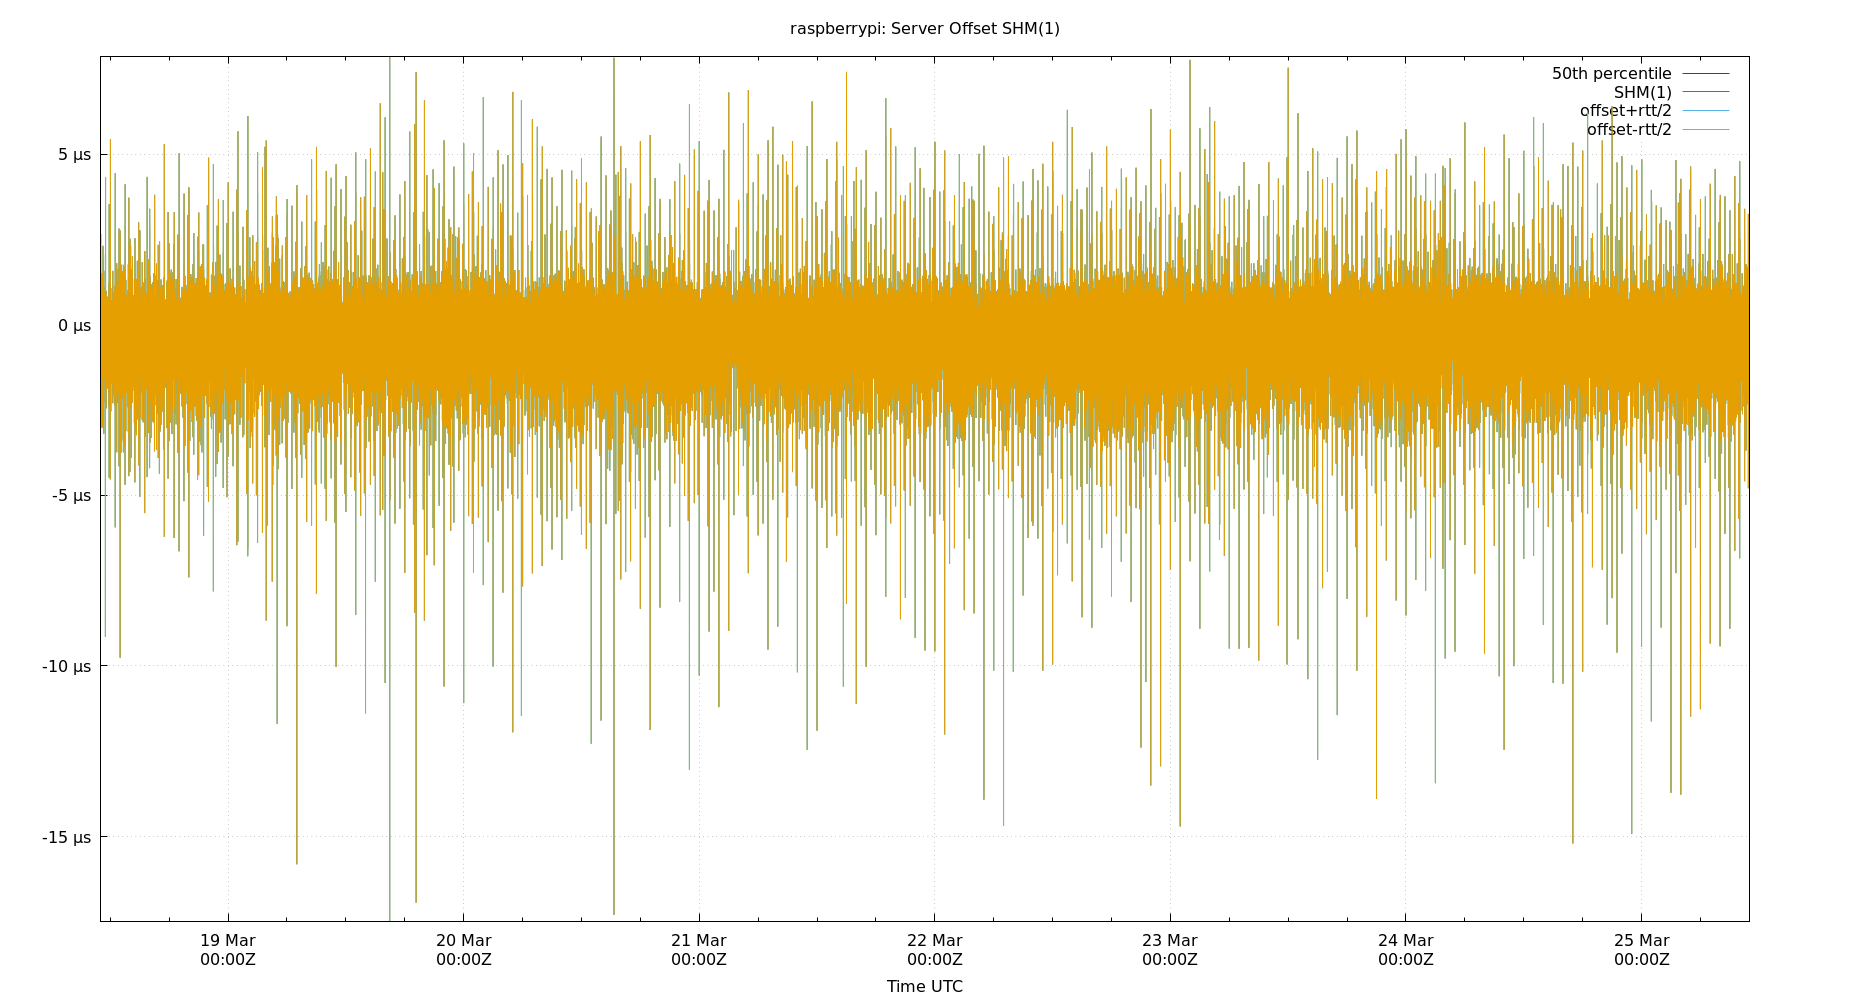 raspberrypi: Server Offset SHM(1)
50th percentile
SHM(1)
offset+rtt/2
offset-rtt/2
5 µs
0 µs
-5 µs
-10 µs
-15 µs
19 Mar 20 Mar 21 Mar 22 Mar 23 Mar 24 Mar 25 Mar
00:00Z 00:00Z 00:00Z 00:00Z 00:00Z 00:00Z 00:00Z
Time UTC